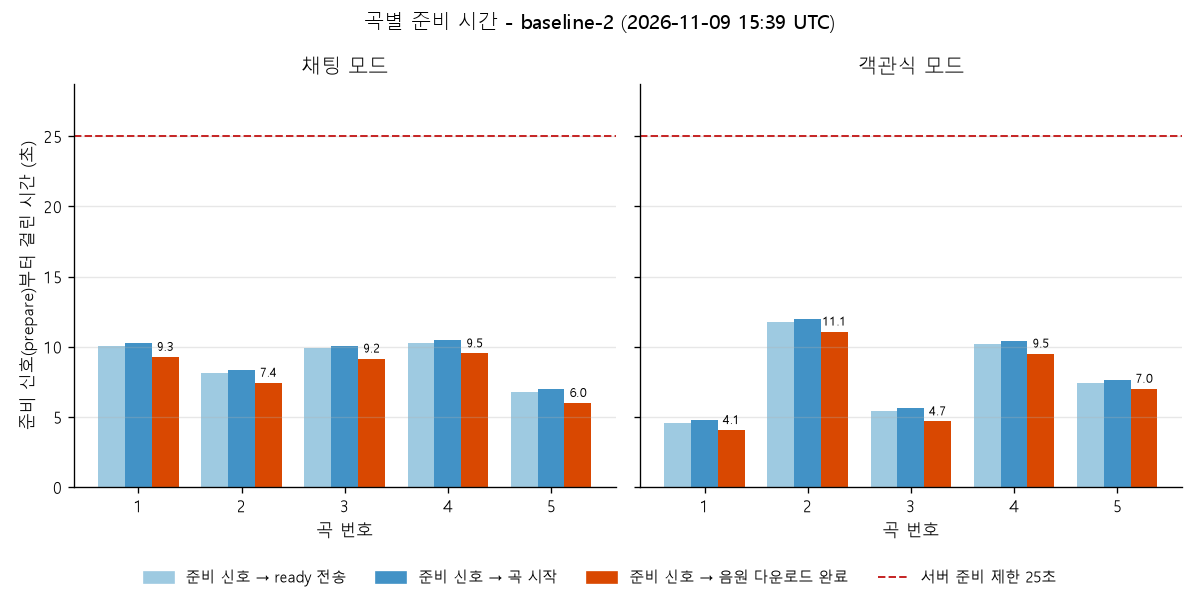 곡별 준비 시간 - baseline-2 (2026-11-09 15:39 UTC)
채팅 모드
객관식 모드
준비 신호(prepare)부터 걸린 시간 (초)
25
20
15
10
5
0
9.3
7.4
9.2
9.5
6.0
4.1
11.1
4.7
9.5
7.0
1 2 3 4 5
1 2 3 4 5
곡 번호
곡 번호
준비 신호 → ready 전송
준비 신호 → 곡 시작
준비 신호 → 음원 다운로드 완료
서버 준비 제한 25초